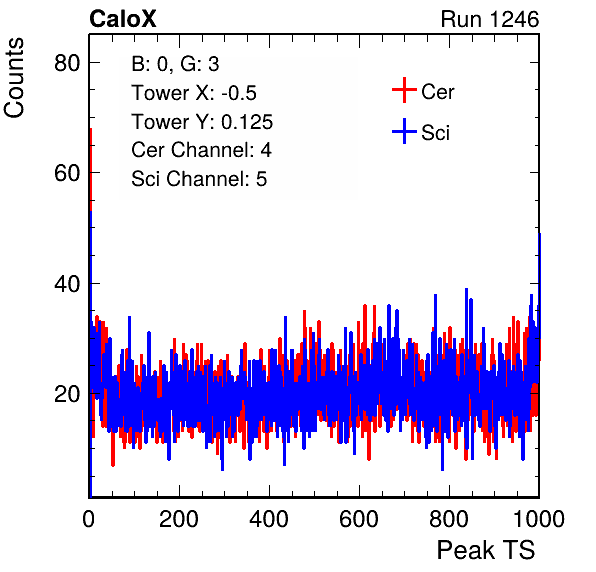 CaloX Run 1246
Counts
B: 0, G: 3
Tower X: -0.5
Tower Y: 0.125
Cer Channel: 4
Sci Channel: 5
Cer
Sci
80
60
40
20
0 200 400 600 800 1000
Peak TS